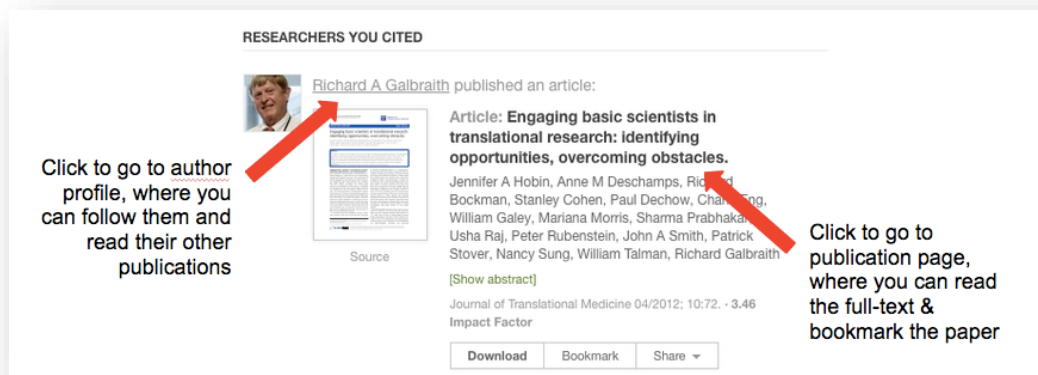 RESEARCHERS YOU CITED
Richard A Galbraith published an article:
Article: Engaging basic scientists in
translational research: identifying
opportunities, overcoming obstacles.
Jennifer A Hobin, Anne M Deschamps,
Bockman, Stanley Cohen, Paul Dechow,
William Galey, Mariana Morris, Sharma
Usha Raj, Peter Rubenstein, John A Smith, Patrick
Stover, Nancy Sung, William Talman, Richard Galbraith
[Show abstract]
Journal of Translational Medicine 04/2012; 10:72. · 3.46
Impact Factor
Download Bookmark Share
Source
Click to go to author
profile, where you
can follow them and
read their other
publications
Click to go to
publication page,
where you can read
the full-text &
bookmark the paper